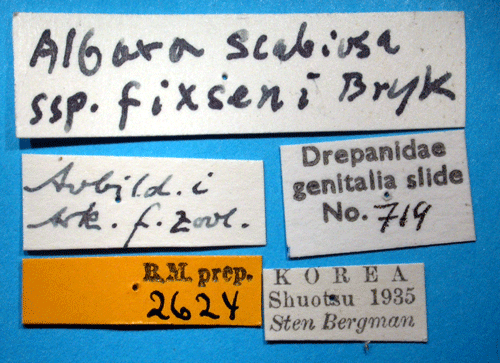 Albara scabiosa
ssp. fixseni Bryk
Avbild. i
Ark. f. Zool.
Drepanidae
genitalia slide
No. 719
R.M. prep.
2624
KOREA
Shuotsu 1935
Sten Bergman